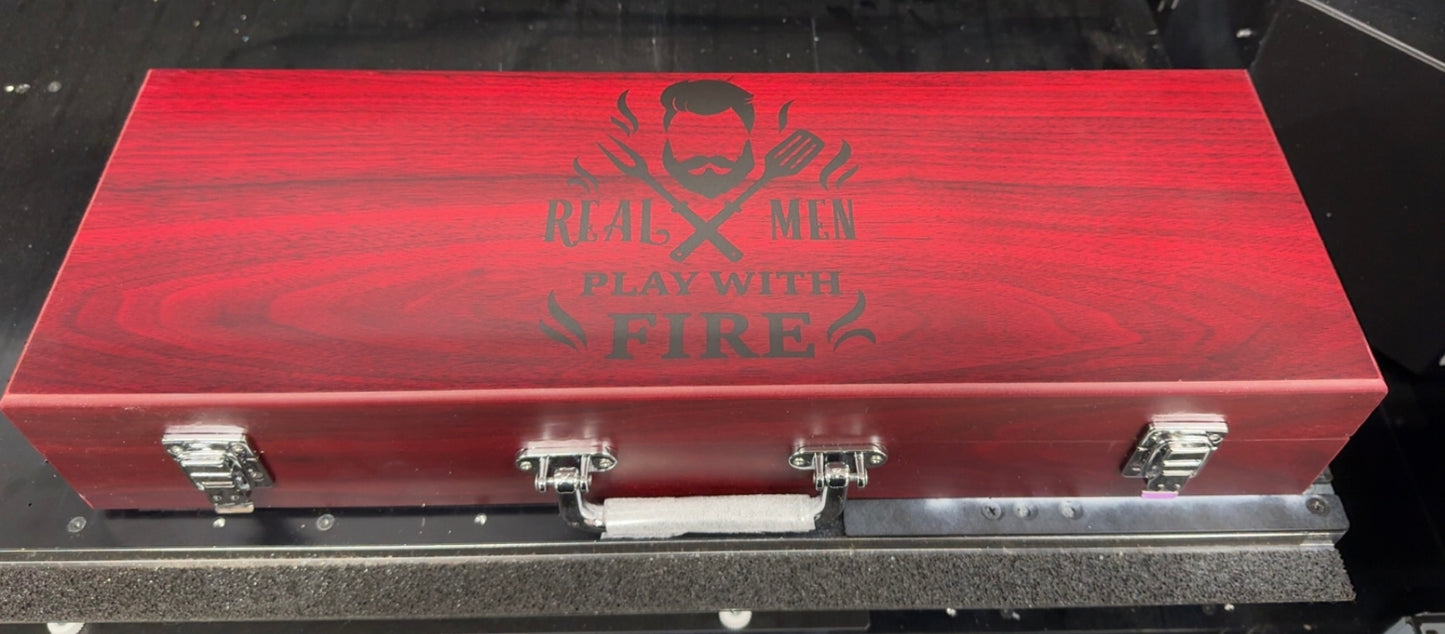 REAL MEN
PLAY WITH
FIRE